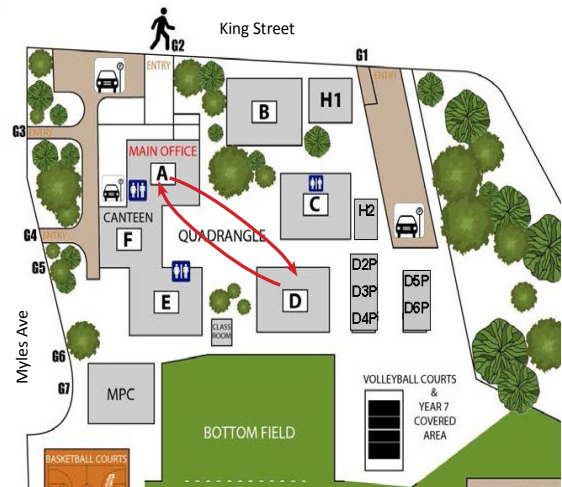 King Street
G2
G1
ENTRY
ENTRY
B
H1
G3
ENTRY
MAIN OFFICE
A
C
H2
CANTEEN
F
QUADRANGLE
G4
ENTRY
G5
D2P
D3P
D4P
D5P
D6P
E
D
CLASS
ROOM
Myles Ave
G6
G7
MPC
BOTTOM FIELD
VOLLEYBALL COURTS
&
YEAR 7
COVERED
AREA
BASKETBALL COURTS